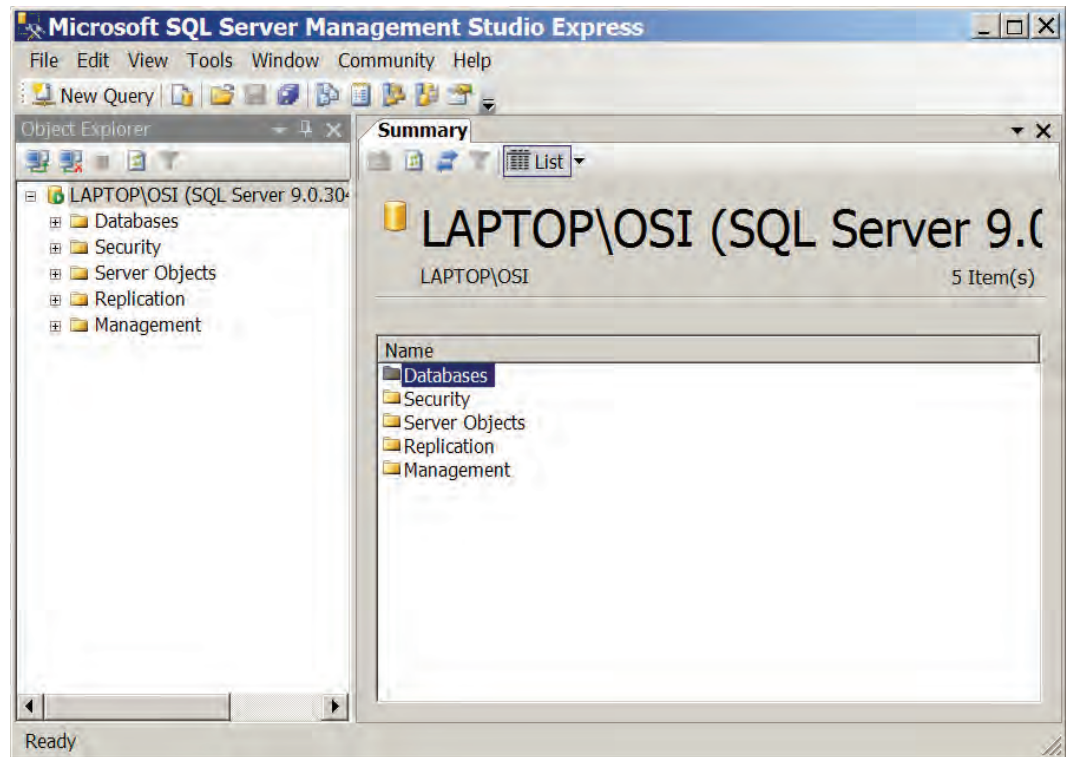 Microsoft SQL Server Management Studio Express
File Edit View Tools Window Community Help
New Query
Object Explorer
LAPTOP\OSI (SQL Server 9.0.304
Databases
Security
Server Objects
Replication
Management
Summary
List
LAPTOP\OSI (SQL Server 9.0
LAPTOP\OSI 5 Item(s)
Name
Databases
Security
Server Objects
Replication
Management
Ready